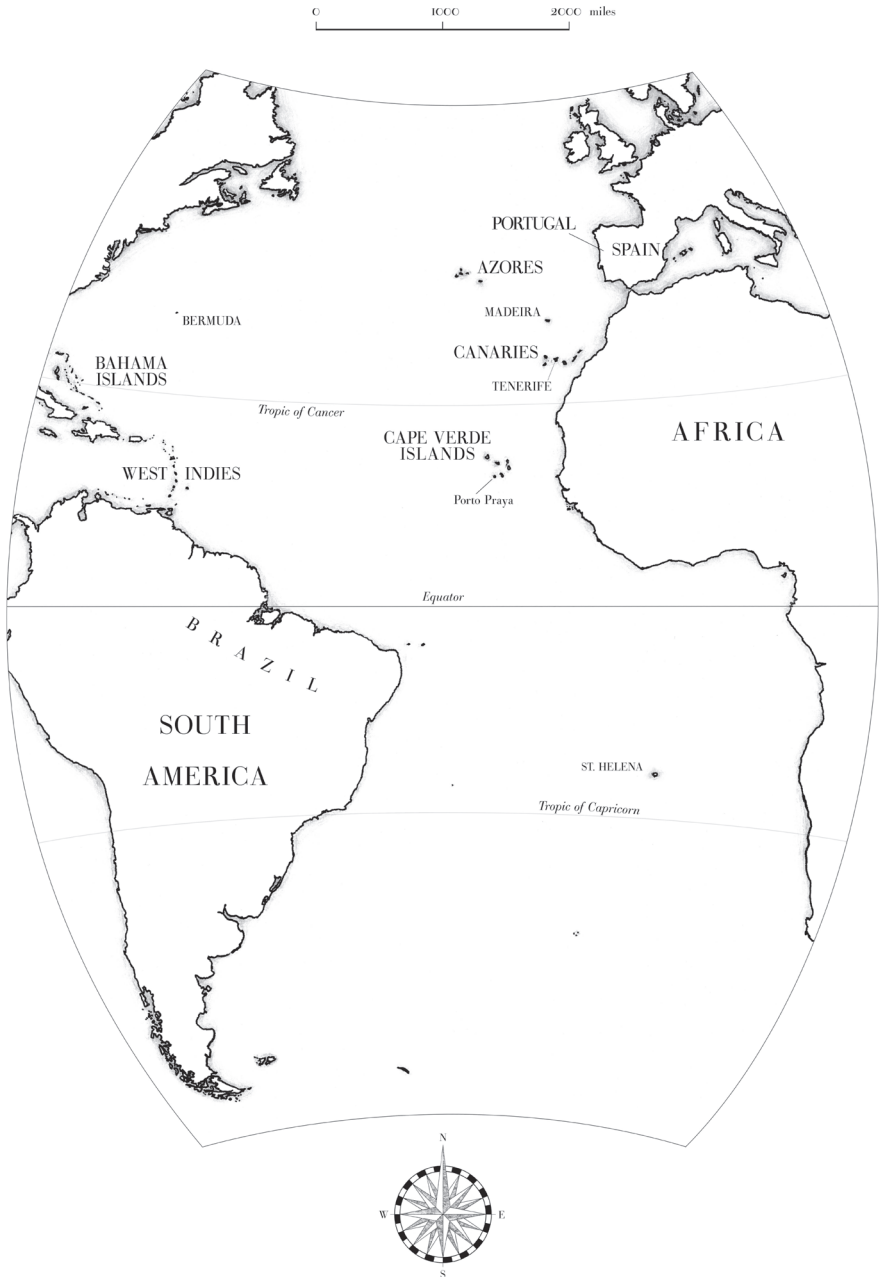 0 1000 2000 miles
PORTUGAL
SPAIN
AZORES
MADEIRA
BERMUDA
CANARIES
BAHAMA
ISLANDS
TENERIFE
Tropic of Cancer
AFRICA
CAPE VERDE
ISLANDS
WEST INDIES
Porto Praya
Equator
BRAZIL
SOUTH
AMERICA
ST. HELENA
Tropic of Capricorn
N
W E
S